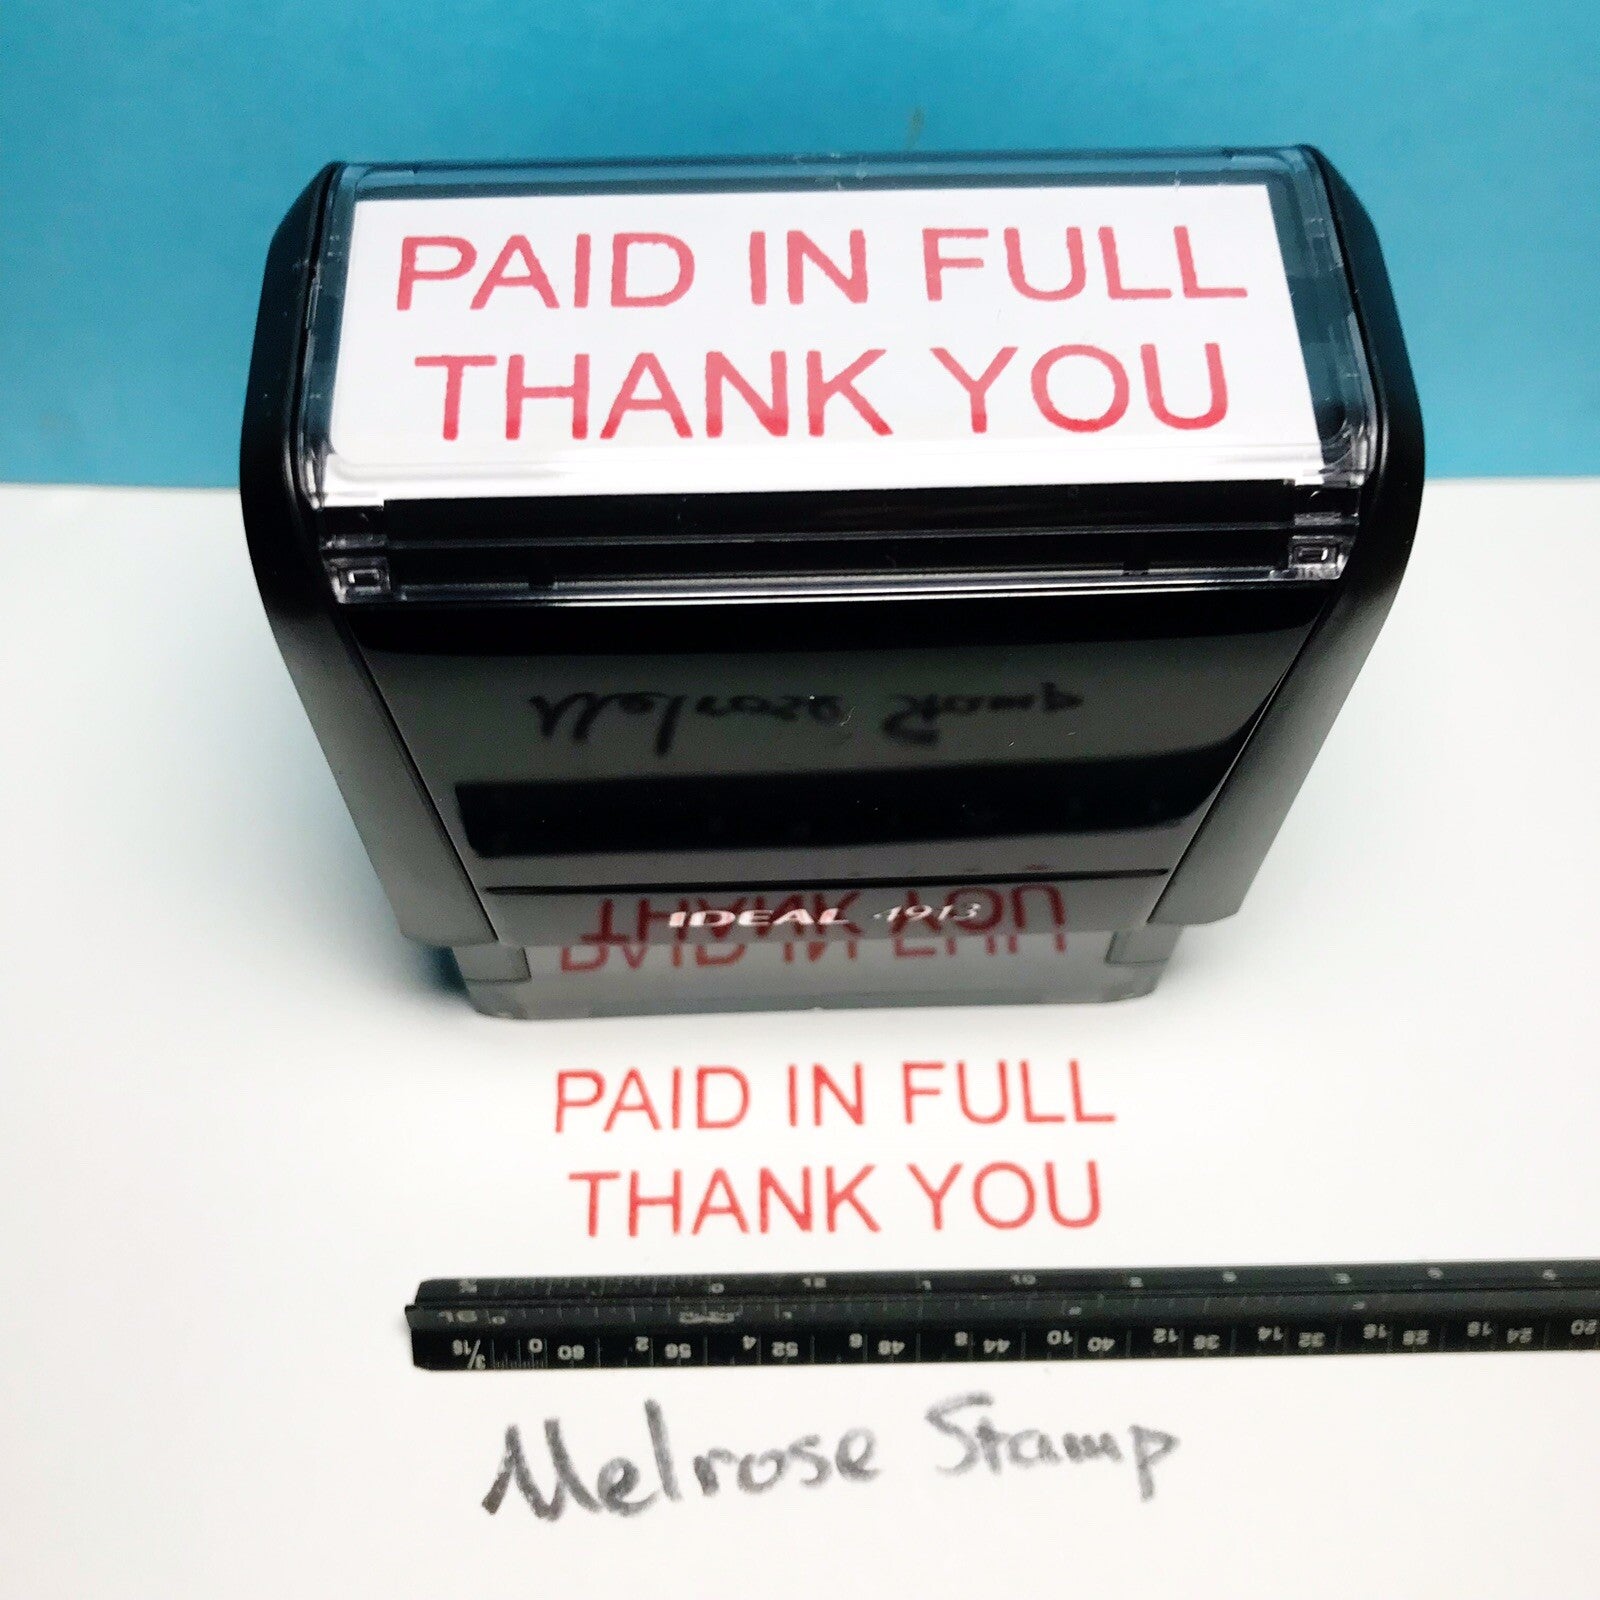 PAID IN FULL
THANK YOU
IDEAL 4913
PAID IN FULL
THANK YOU
Melrose Stamp